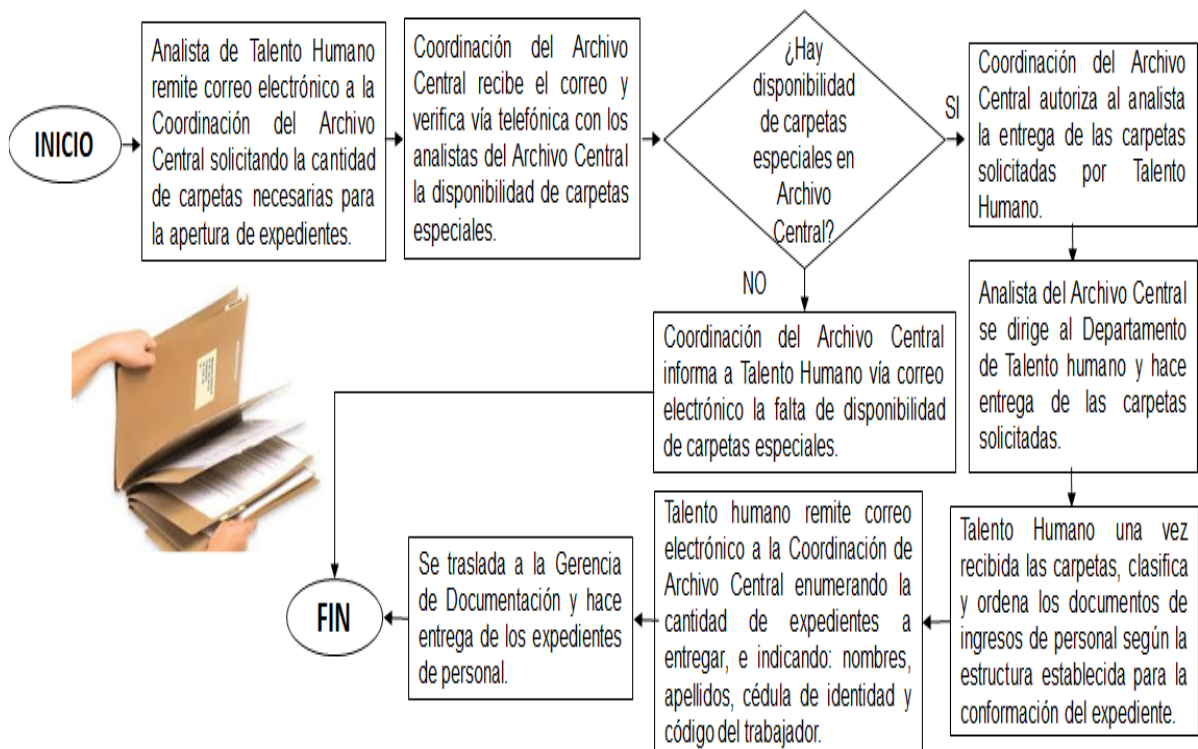 INICIO
Analista de Talento Humano
remite correo electrónico a la
Coordinación del Archivo
Central solicitando la cantidad
de carpetas necesarias para
la apertura de expedientes.
Coordinación del Archivo
Central recibe el correo y
verifica vía telefónica con los
analistas del Archivo Central
la disponibilidad de carpetas
especiales.
¿Hay
disponibilidad
de carpetas
especiales en
Archivo
Central?
SI
Coordinación del Archivo
Central autoriza al analista
la entrega de las carpetas
solicitadas por Talento
Humano.
NO
Coordinación del Archivo Central
informa a Talento Humano vía correo
electrónico la falta de disponibilidad
de carpetas especiales.
Analista del Archivo Central
se dirige al Departamento
de Talento humano y hace
entrega de las carpetas
solicitadas.
Talento Humano una vez
recibida las carpetas, clasifica
y ordena los documentos de
ingresos de personal según la
estructura establecida para la
conformación del expediente.
Talento humano remite correo
electrónico a la Coordinación de
Archivo Central enumerando la
cantidad de expedientes a
entregar, e indicando: nombres,
apellidos, cédula de identidad y
código del trabajador.
Se traslada a la Gerencia
de Documentación y hace
entrega de los expedientes
de personal.
FIN